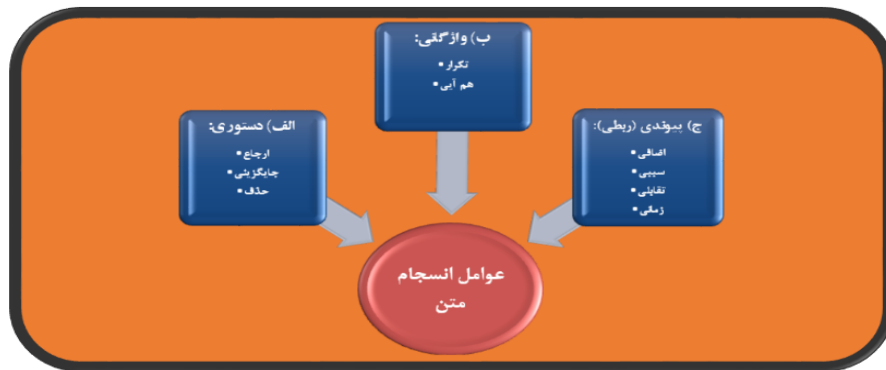 الف) دستوری:
ارجاع
جایگزینی
حذف
ب) واژگانی:
تکرار
هم آیی
ج) پیوندی (ربطی):
اضافی
سببی
تقابلی
زمانی
عوامل انسجام
متن